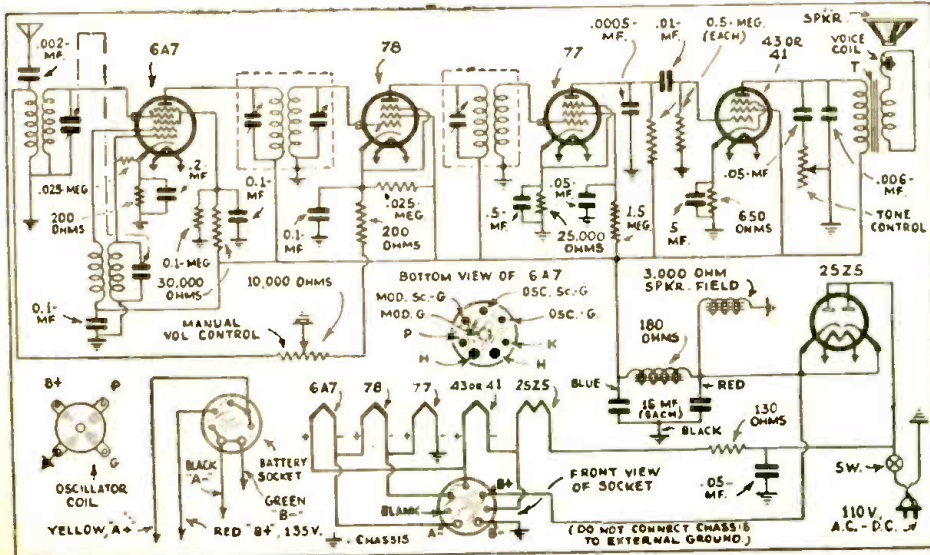 .002-
MF.
6A7
78
77
.0005-
MF.
.01-
MF.
0.5-MEG.
(EACH)
43 OR
41
SPKR.
VOICE
COIL
T
.025-MEG
200
OHMS
.2-
MF.
0.1-
MF
0.1-MEG
30,000
OHMS
0.1-
MF
.025-
MEG
200
OHMS
10,000 OHMS
.5-
MF
.05-
MF.
25,000
OHMS
1.5
MEG.
.05-MF
.5
MF.
650
OHMS
.006-
MF.
TONE
CONTROL
0.1-
MF
MANUAL
VOL CONTROL
BOTTOM VIEW OF 6A7
MOD. SC.-G
MOD. G
P
H
OSC. SC.-G
OSC.-G.
K
H
3,000 OHM
SPKR. FIELD
180
OHMS
25Z5
BLUE
RED
16 MF.
(EACH)
BLACK
130
OHMS
.05-
MF.
SW.
110 V.,
A.C.-D.C.
B+
P
K
G
OSCILLATOR
COIL
YELLOW, A+
BLACK
"A-"
RED "B+", 135V.
BATTERY
SOCKET
GREEN
"B-"
6A7
78
77
43 OR 41
25Z5
+
-
+
-
+
-
BLANK
A-
B+
B-
FRONT VIEW
OF SOCKET
= CHASSIS
(DO NOT CONNECT CHASSIS
TO EXTERNAL GROUND.)